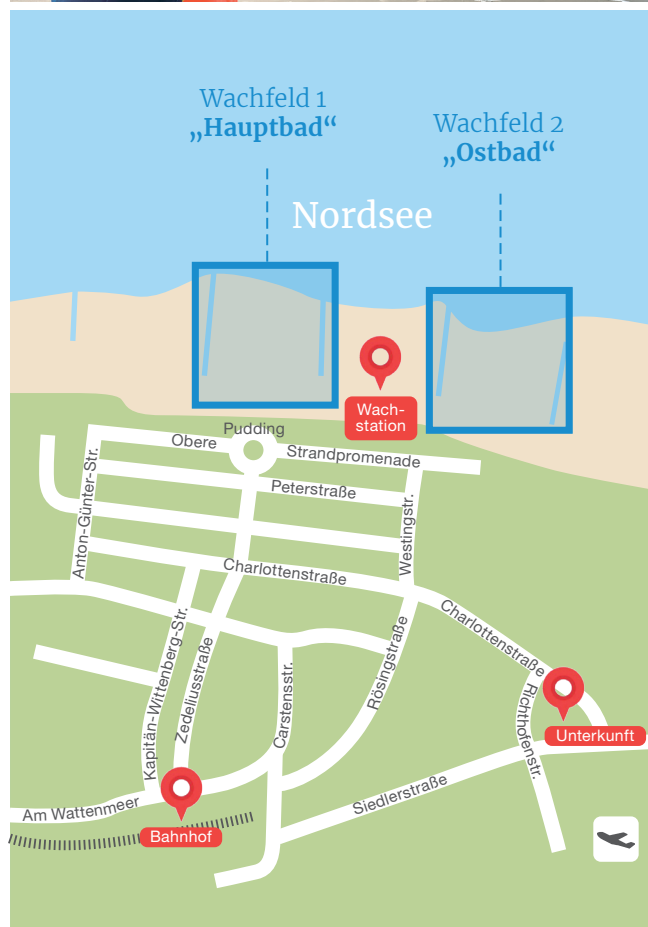 Wachfeld 1
„Hauptbad“
Wachfeld 2
„Ostbad“
Nordsee
Wach-
station
Pudding
Obere
Strandpromenade
Peterstraße
Anton-Günter-Str.
Westingstr.
Charlottenstraße
Charlottenstraße
Kapitän-Wittenberg-Str.
Zedeliusstraße
Carstensstr.
Rösingstraße
Richthofenstr.
Unterkunft
Siedlerstraße
Am Wattenmeer
Bahnhof